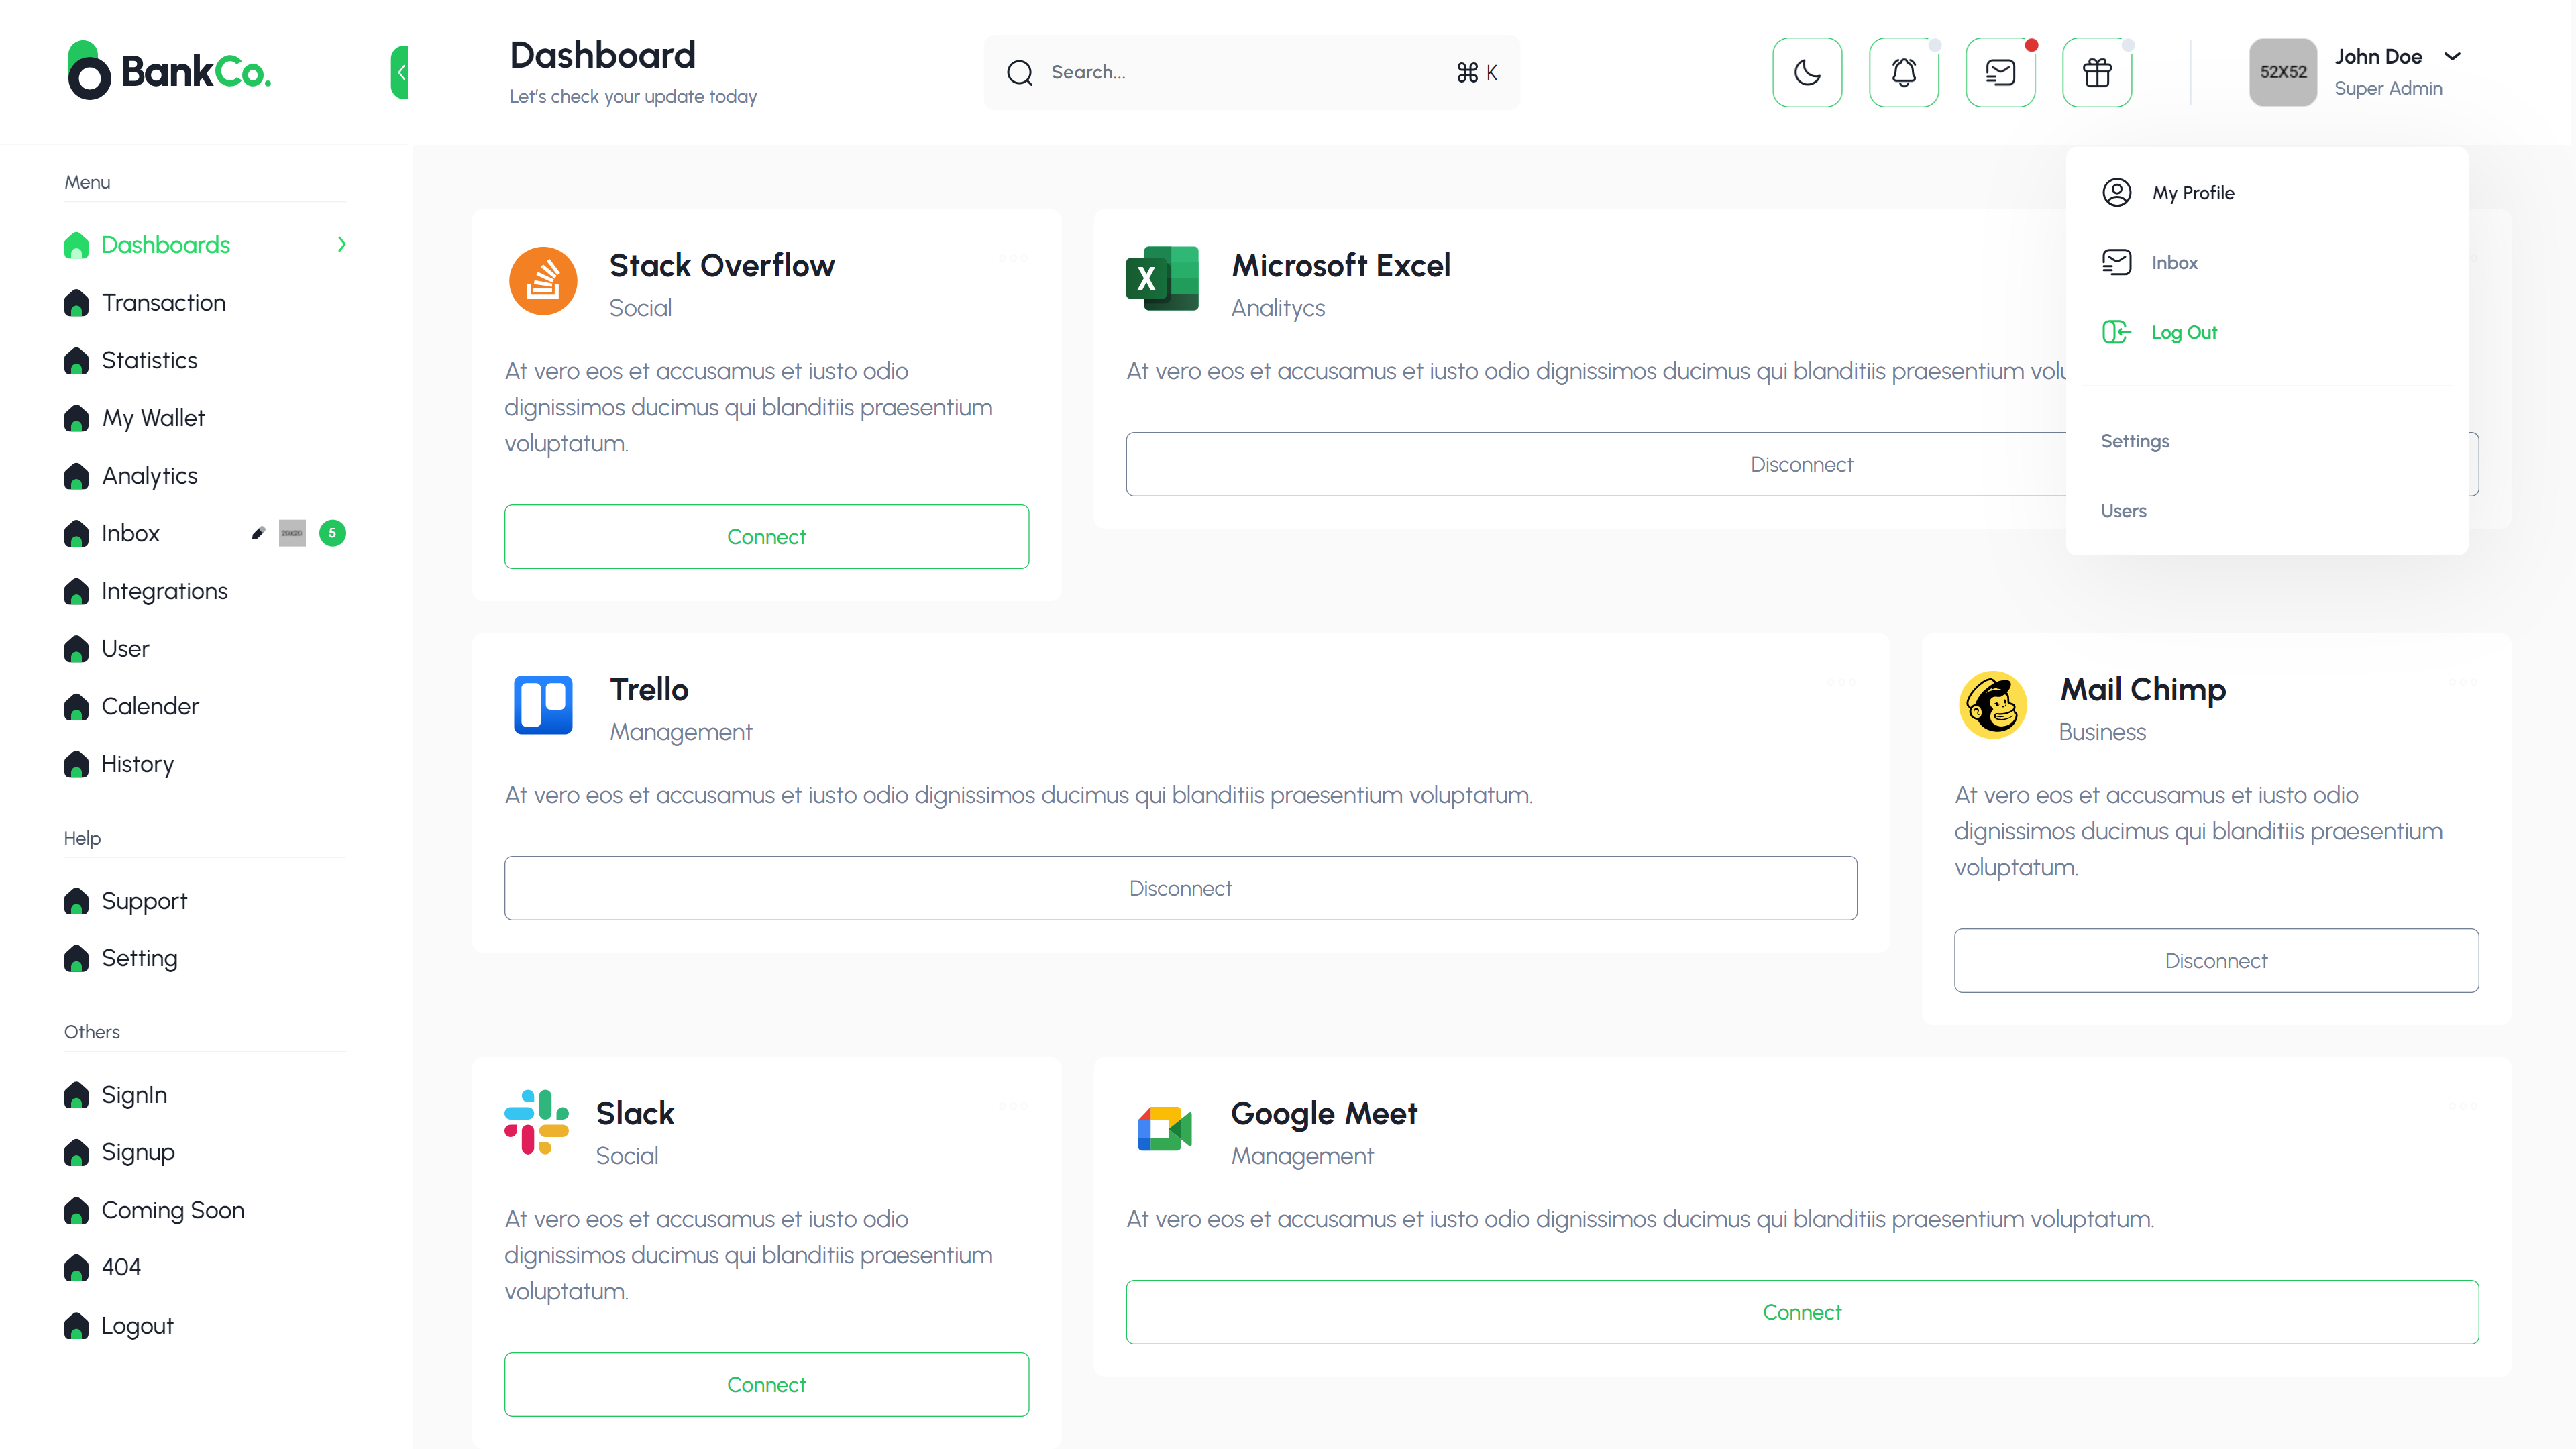 BankCo.
Dashboard
Let's check your update today
Search...
⌘ K
52X52
John Doe
Super Admin
Menu
Dashboards
Transaction
Statistics
My Wallet
Analytics
Inbox
5
Integrations
User
Calender
History
Help
Support
Setting
Others
SignIn
Signup
Coming Soon
404
Logout
My Profile
Inbox
Log Out
Settings
Users
Stack Overflow
Social
At vero eos et accusamus et iusto odio
dignissimos ducimus qui blanditiis praesentium
voluptatum.
Connect
Microsoft Excel
Analitycs
At vero eos et accusamus et iusto odio dignissimos ducimus qui blanditiis praesentium volu
Disconnect
Trello
Management
At vero eos et accusamus et iusto odio dignissimos ducimus qui blanditiis praesentium voluptatum.
Disconnect
Mail Chimp
Business
At vero eos et accusamus et iusto odio
dignissimos ducimus qui blanditiis praesentium
voluptatum.
Disconnect
Slack
Social
At vero eos et accusamus et iusto odio
dignissimos ducimus qui blanditiis praesentium
voluptatum.
Connect
Google Meet
Management
At vero eos et accusamus et iusto odio dignissimos ducimus qui blanditiis praesentium voluptatum.
Connect